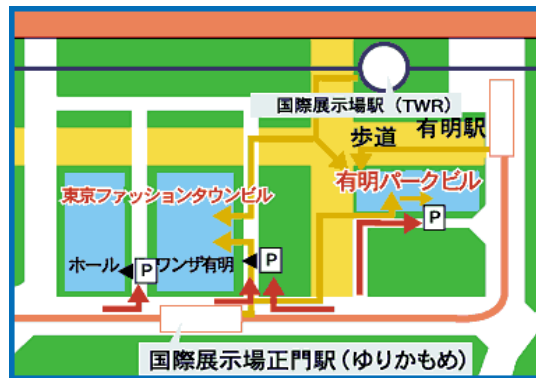 国際展示場駅（TWR）
歩道
有明駅
東京ファッションタウンビル
有明パークビル
P
ホール
P
ワンザ有明
P
国際展示場正門駅（ゆりかもめ）